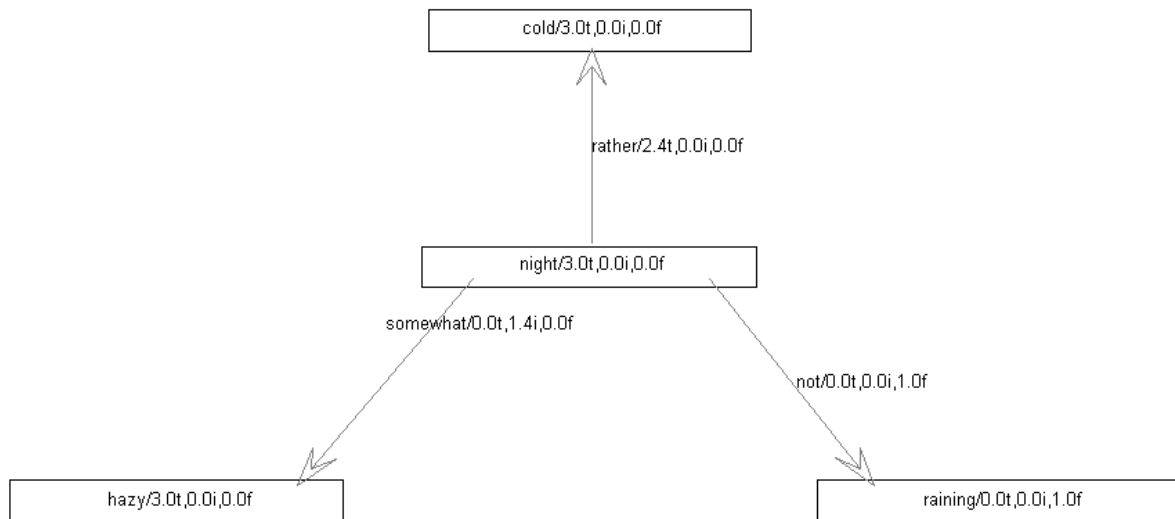 cold/3.0t,0.0i,0.0f
rather/2.4t,0.0i,0.0f
night/3.0t,0.0i,0.0f
somewhat/0.0t,1.4i,0.0f
not/0.0t,0.0i,1.0f
hazy/3.0t,0.0i,0.0f
raining/0.0t,0.0i,1.0f